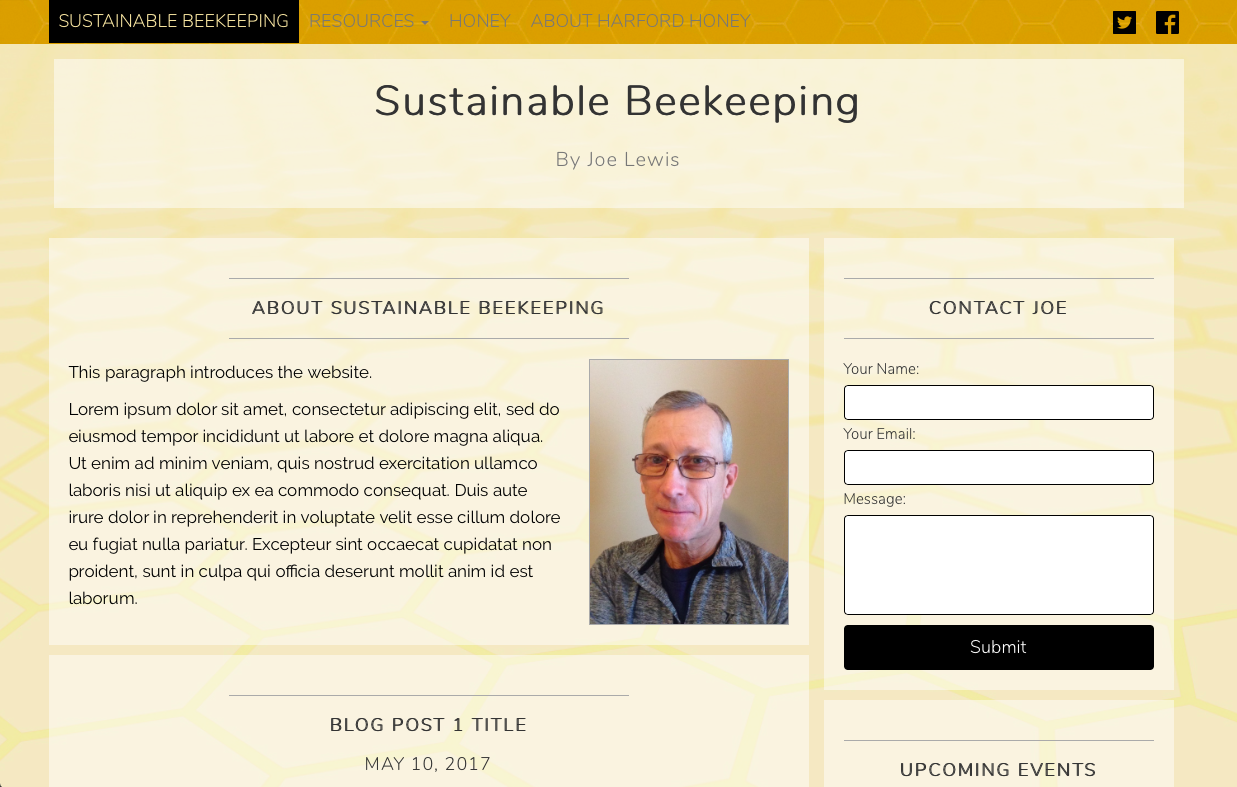 SUSTAINABLE BEEKEEPING RESOURCES HONEY ABOUT HARFORD HONEY
Sustainable Beekeeping
By Joe Lewis
ABOUT SUSTAINABLE BEEKEEPING
This paragraph introduces the website.
Lorem ipsum dolor sit amet, consectetur adipiscing elit, sed do
eiusmod tempor incididunt ut labore et dolore magna aliqua.
Ut enim ad minim veniam, quis nostrud exercitation ullamco
laboris nisi ut aliquip ex ea commodo consequat. Duis aute
irure dolor in reprehenderit in voluptate velit esse cillum dolore
eu fugiat nulla pariatur. Excepteur sint occaecat cupidatat non
proident, sunt in culpa qui officia deserunt mollit anim id est
laborum.
BLOG POST 1 TITLE
MAY 10, 2017
CONTACT JOE
Your Name:
Your Email:
Message:
Submit
UPCOMING EVENTS